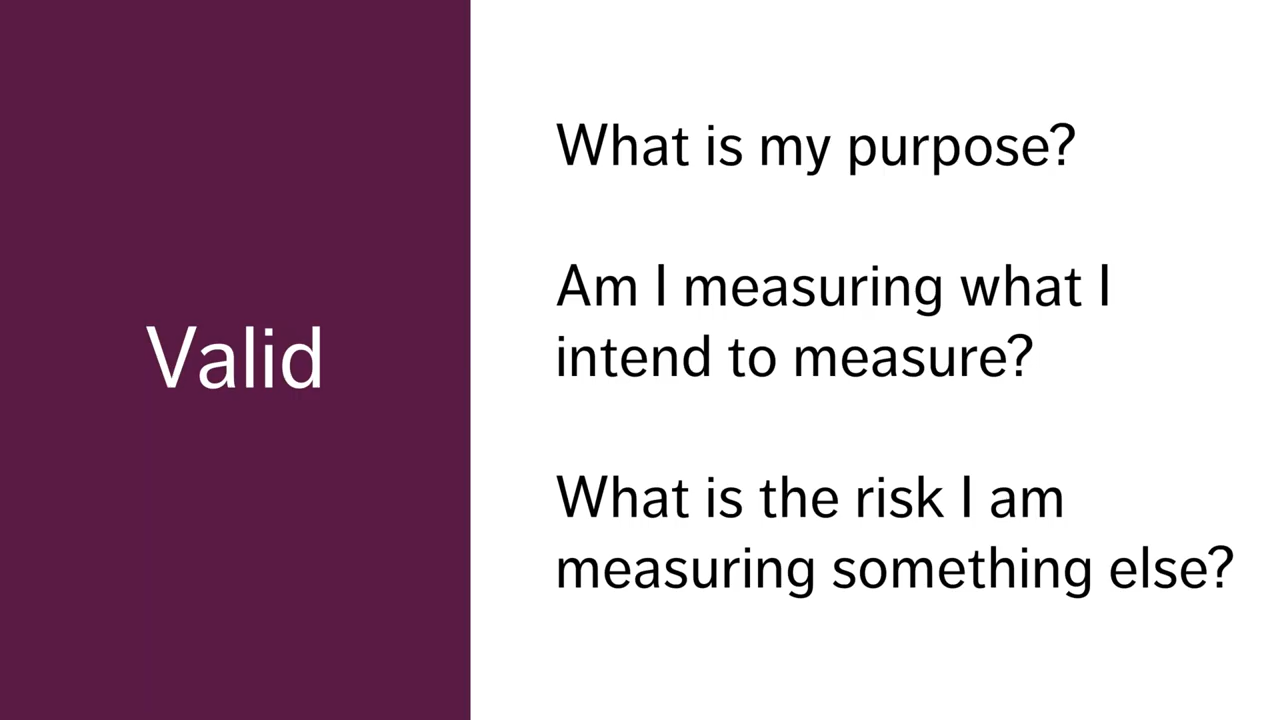 Valid
What is my purpose?
Am I measuring what I
intend to measure?
What is the risk I am
measuring something else?